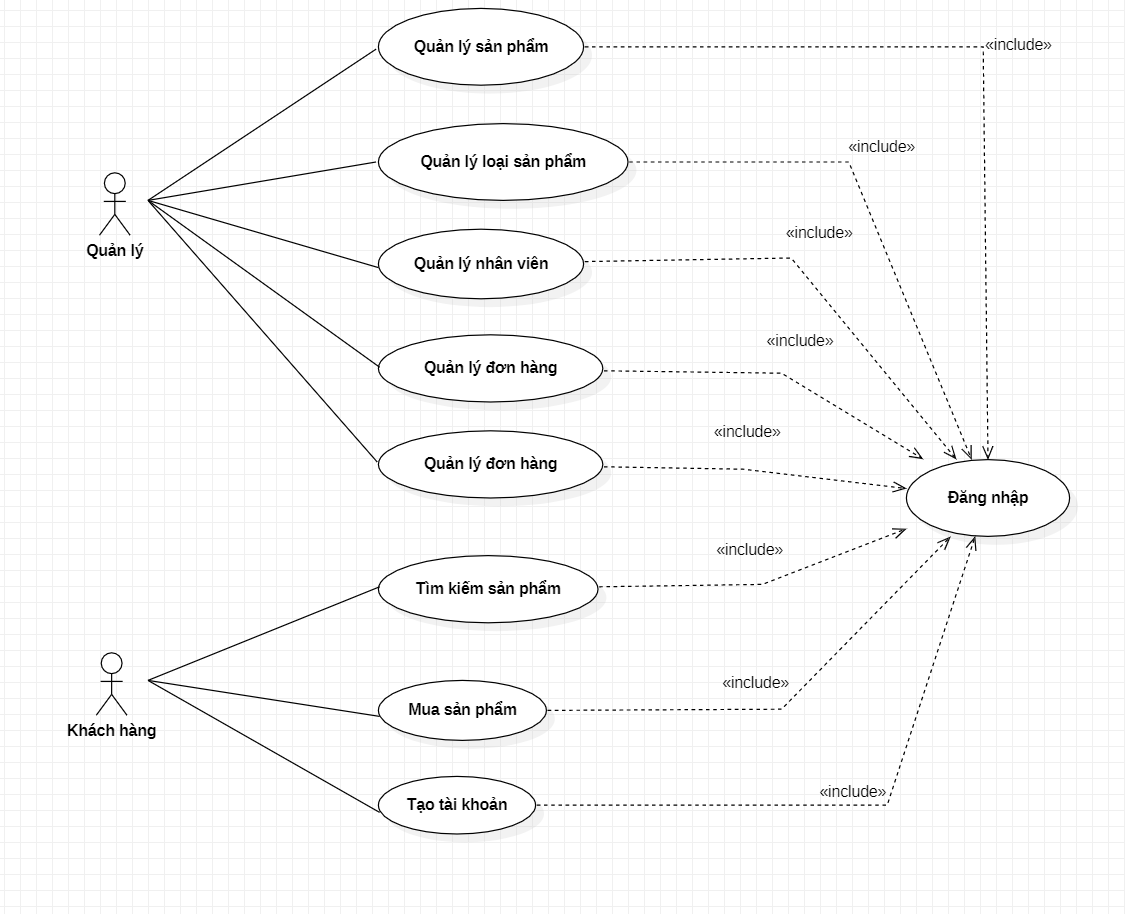 Quản lý sản phẩm
«include»
Quản lý loại sản phẩm
«include»
Quản lý
«include»
Quản lý nhân viên
«include»
Quản lý đơn hàng
«include»
Quản lý đơn hàng
Đăng nhập
«include»
Tìm kiếm sản phẩm
«include»
Mua sản phẩm
Khách hàng
«include»
Tạo tài khoản